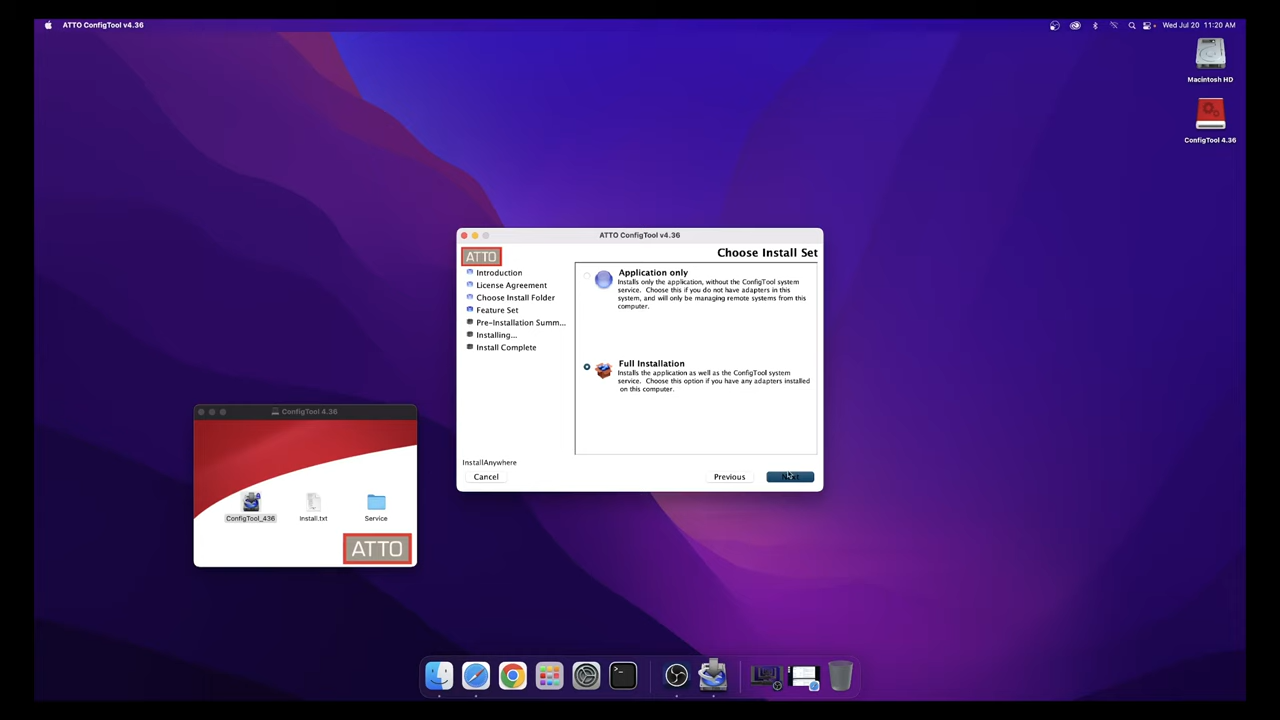 ATTO ConfigTool v4.36
Wed Jul 20 11:20 AM
Macintosh HD
ConfigTool 4.36
ATTO ConfigTool v4.36
ATTO
Choose Install Set
Introduction
License Agreement
Choose Install Folder
Feature Set
Pre-Installation Summ...
Installing...
Install Complete
Application only
Installs only the application, without the ConfigTool system
service. Choose this if you do not have adapters in this
system, and will only be managing remote systems from this
computer.
Full Installation
Installs the application as well as the ConfigTool system
service. Choose this option if you have any adapters installed
on this computer.
InstallAnywhere
Cancel
Previous
ConfigTool 4.36
ConfigTool_436
Install.txt
Service
ATTO